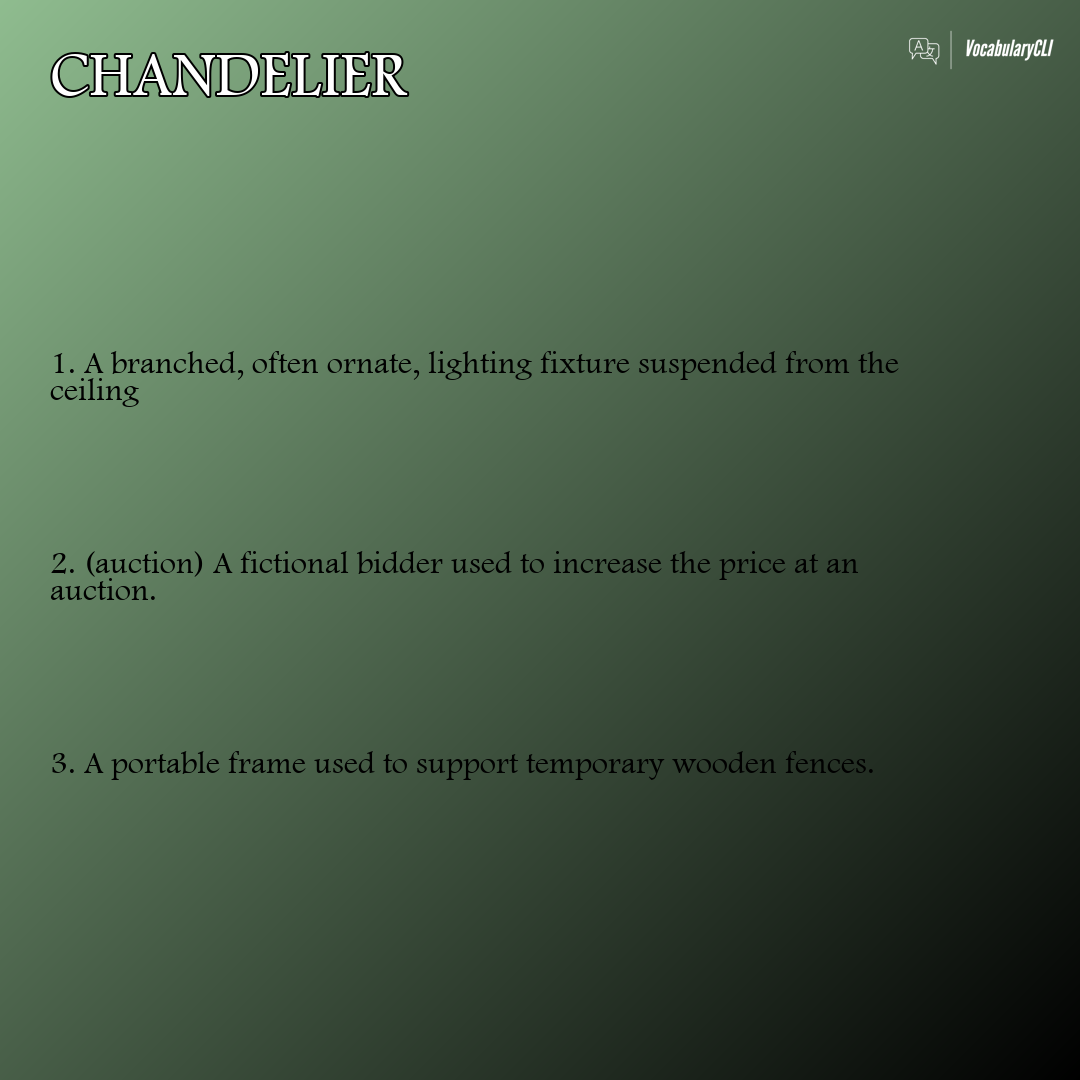 CHANDELIER
VocabularyCLI
1. A branched, often ornate, lighting fixture suspended from the
ceiling
2. (auction) A fictional bidder used to increase the price at an
auction.
3. A portable frame used to support temporary wooden fences.